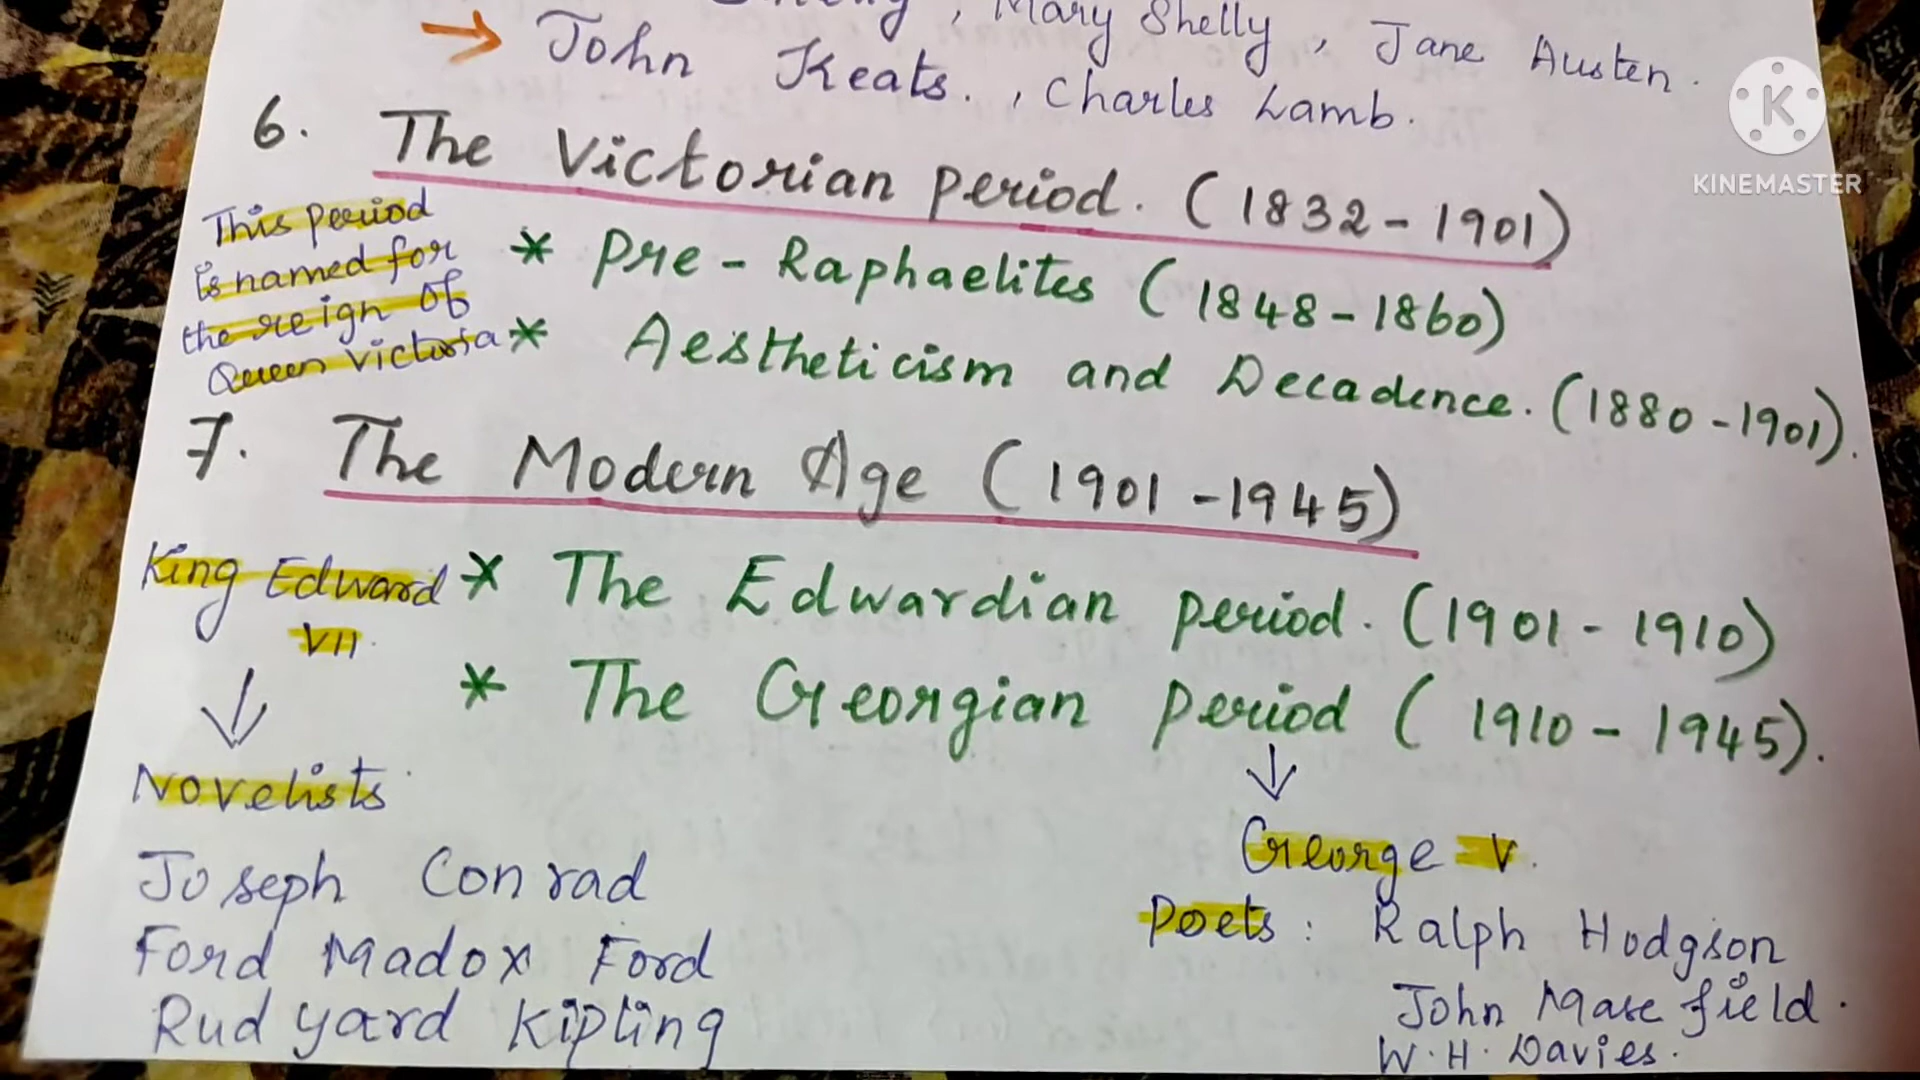 , Mary Shelly, Jane Austen.
→ John Keats., Charles Lamb.
KINEMASTER
6. The Victorian period. (1832-1901)
This period
is named for
the reign of
Queen Victoria
* Pre-Raphaelites (1848-1860)
* Aestheticism and Decadence. (1880-1901).
7. The Modern Age (1901-1945)
King Edward
VII.
* The Edwardian period. (1901-1910)
* The Georgian period (1910-1945).
Novelists
Joseph Conrad
Ford Madox Ford
Rudyard Kipling
George V.
Poets: Ralph Hodgson
John Masefield.
W.H. Davies.